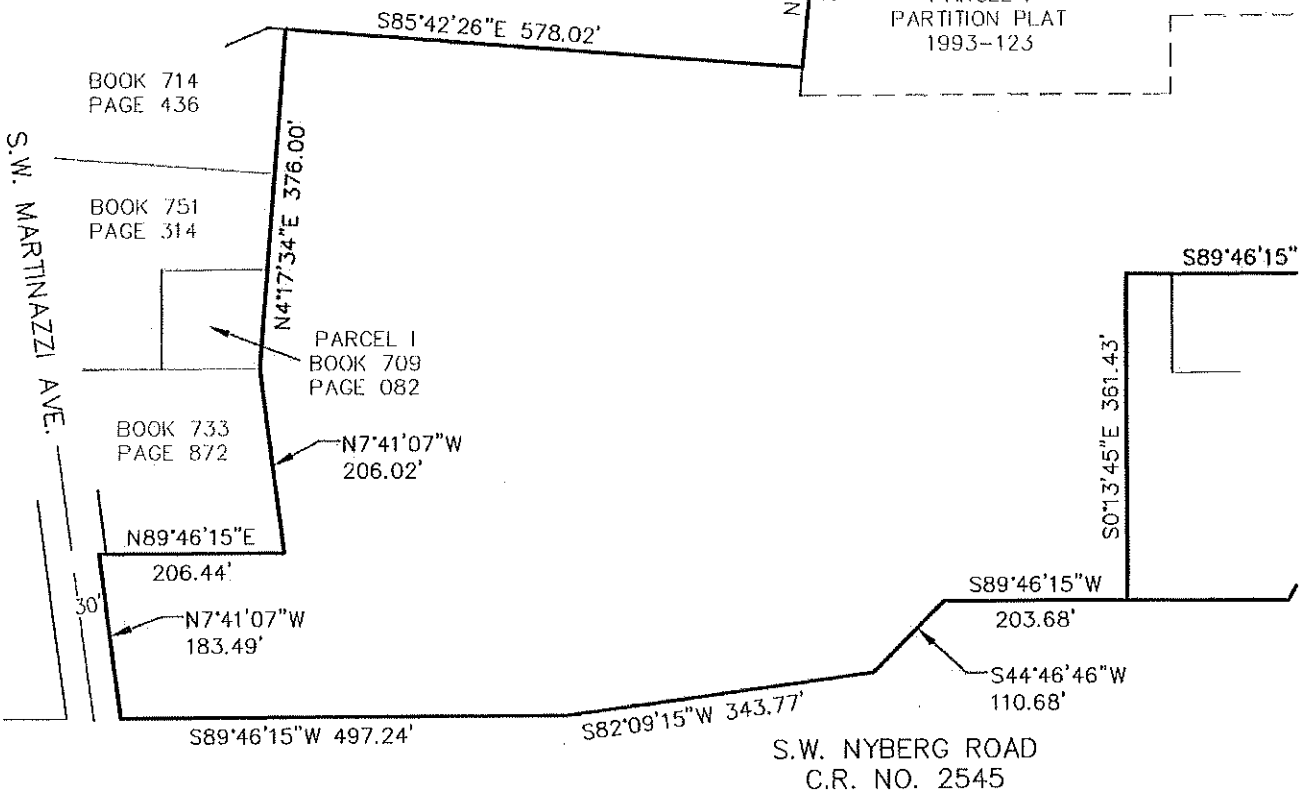 S85°42'26"E 578.02'
N
PARTITION PLAT
1993-123
BOOK 714
PAGE 436
S.W. MARTINAZZI AVE.
N4°17'34"E 376.00'
BOOK 751
PAGE 314
S89°46'15"
PARCEL I
BOOK 709
PAGE 082
S0°13'45"E 361.43'
BOOK 733
PAGE 872
N7°41'07"W
206.02'
N89°46'15"E
206.44'
30'
N7°41'07"W
183.49'
S89°46'15"W
203.68'
S44°46'46"W
110.68'
S89°46'15"W 497.24'
S82°09'15"W 343.77'
S.W. NYBERG ROAD
C.R. NO. 2545